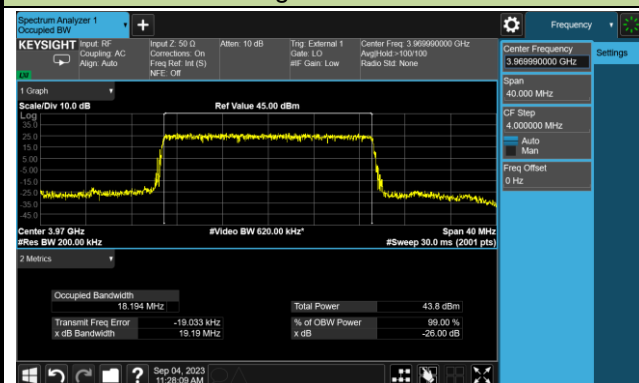 Spectrum Analyzer 1
Occupied BW
Frequency
KEYSIGHT
Input: RF
Coupling: AC
Align: Auto
Input Z: 50 Ω
Corrections: On
Freq Ref: Int (S)
NFE: Off
Atten: 10 dB
Trig: External 1
Gate: LO
#IF Gain: Low
Center Freq: 3.969990000 GHz
Avg|Hold:>100/100
Radio Std: None
Center Frequency
3.969990000 GHz
Settings
Span
40.000 MHz
CF Step
4.000000 MHz
Auto
Man
Freq Offset
0 Hz
1 Graph
Scale/Div 10.0 dB
Ref Value 45.00 dBm
Log
35.0
25.0
15.0
5.00
-5.00
-15.0
-25.0
-35.0
-45.0
Center 3.97 GHz
#Video BW 620.00 kHz*
Span 40 MHz
#Res BW 200.00 kHz
#Sweep 30.0 ms (2001 pts)
2 Metrics
Occupied Bandwidth
18.194 MHz
Total Power
43.8 dBm
Transmit Freq Error
-19.033 kHz
% of OBW Power
99.00 %
x dB Bandwidth
19.19 MHz
x dB
-26.00 dB
Sep 04, 2023
11:28:09 AM